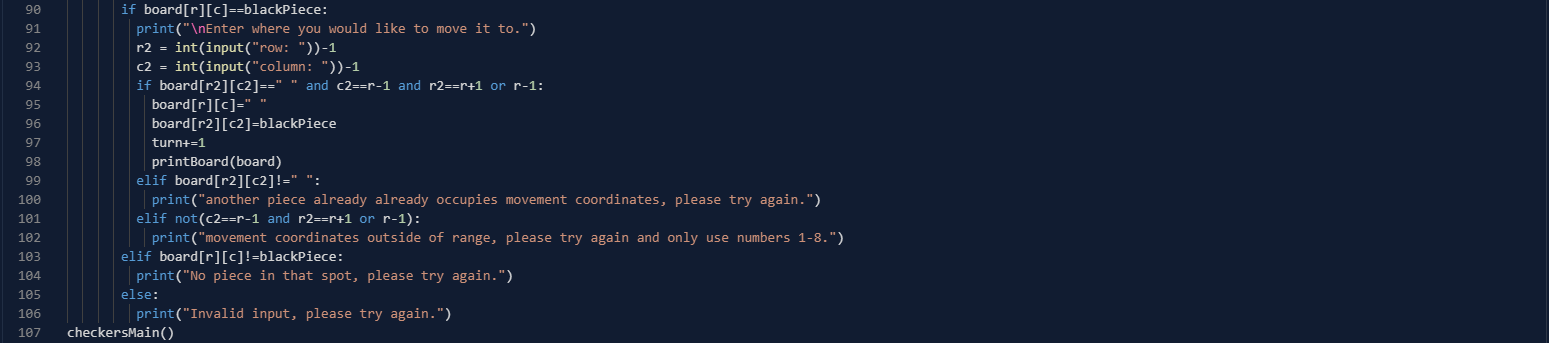 90 if board[r][c]==blackPiece:
91 print("\nEnter where you would like to move it to.")
92 r2 = int(input("row: "))-1
93 c2 = int(input("column: "))-1
94 if board[r2][c2]==" " and c2==r-1 and r2==r+1 or r-1:
95 board[r][c]=" "
96 board[r2][c2]=blackPiece
97 turn+=1
98 printBoard(board)
99 elif board[r2][c2]!=" ":
100 print("another piece already already occupies movement coordinates, please try again.")
101 elif not(c2==r-1 and r2==r+1 or r-1):
102 print("movement coordinates outside of range, please try again and only use numbers 1-8.")
103 elif board[r][c]!=blackPiece:
104 print("No piece in that spot, please try again.")
105 else:
106 print("Invalid input, please try again.")
107 checkersMain()